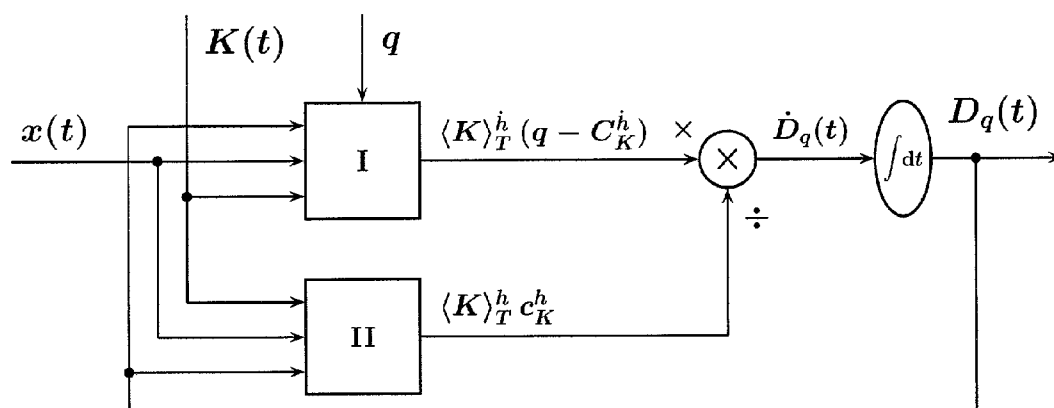 K(t)
q
x(t)
I
⟨K⟩_T^ḣ (q − C_K^ḣ)
×
×
Ḋ_q(t)
∫dt
D_q(t)
÷
II
⟨K⟩_T^h c_K^h